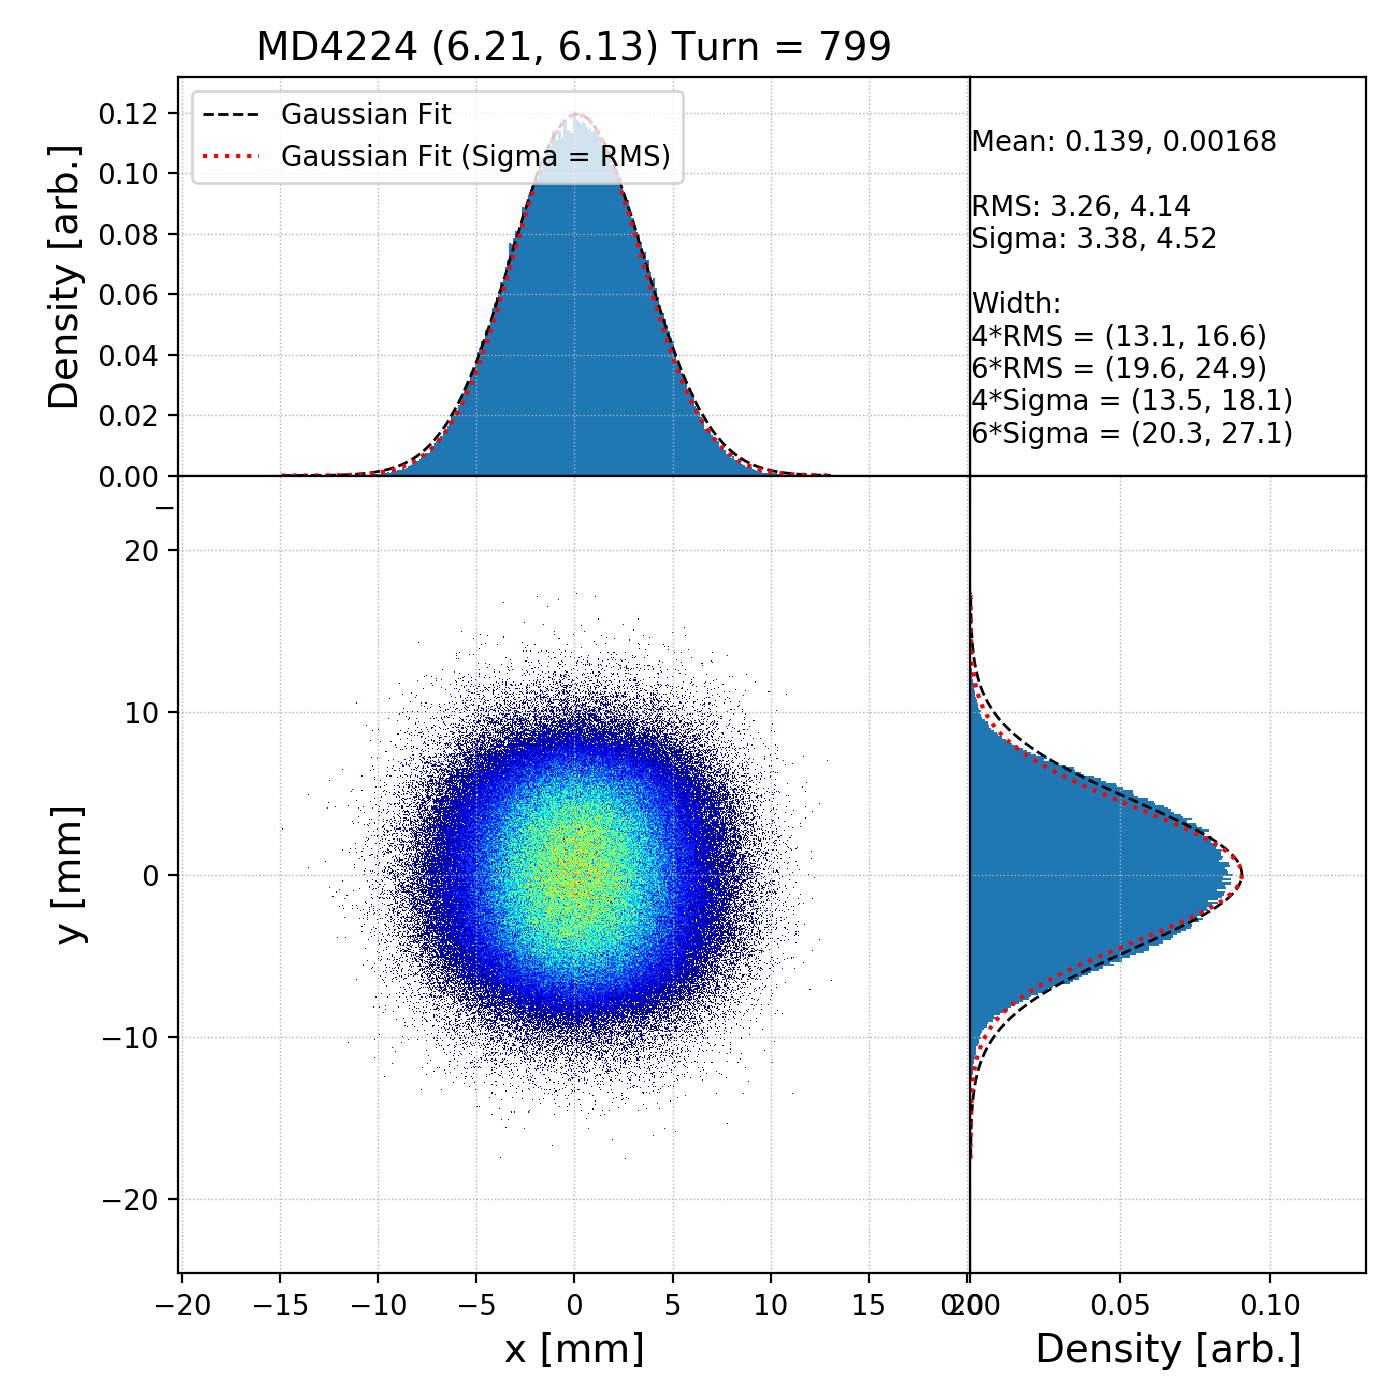 MD4224 (6.21, 6.13) Turn = 799
Gaussian Fit
Gaussian Fit (Sigma = RMS)
Density [arb.]
0.12
0.10
0.08
0.06
0.04
0.02
0.00
Mean: 0.139, 0.00168
RMS: 3.26, 4.14
Sigma: 3.38, 4.52
Width:
4*RMS = (13.1, 16.6)
6*RMS = (19.6, 24.9)
4*Sigma = (13.5, 18.1)
6*Sigma = (20.3, 27.1)
y [mm]
20
10
0
−10
−20
−20 −15 −10 −5 0 5 10 15 20
x [mm]
0.00 0.05 0.10
Density [arb.]